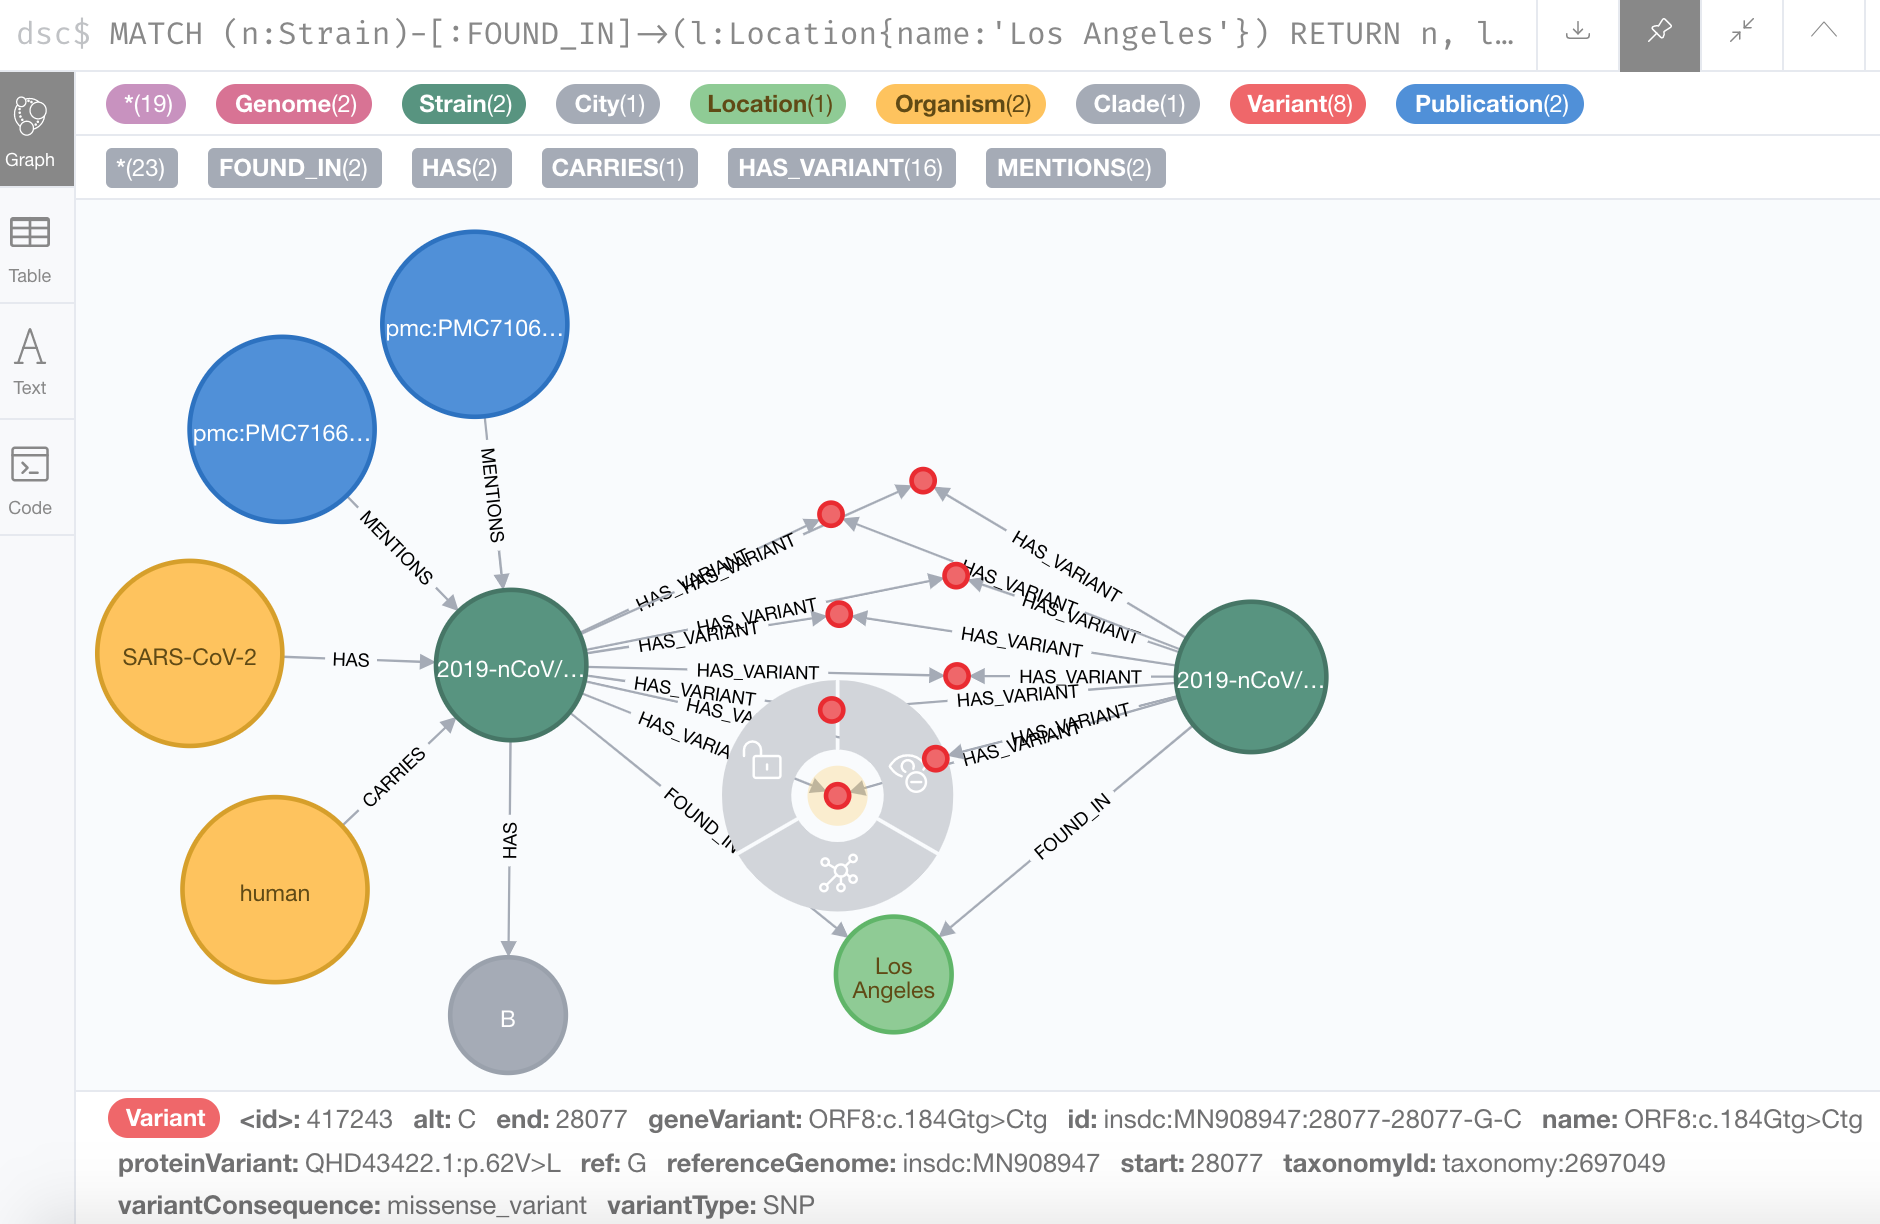 dsc$ MATCH (n:Strain)-[:FOUND_IN]->(l:Location{name:'Los Angeles'}) RETURN n, l…
*(19) Genome(2) Strain(2) City(1) Location(1) Organism(2) Clade(1) Variant(8) Publication(2)
Graph
*(23) FOUND_IN(2) HAS(2) CARRIES(1) HAS_VARIANT(16) MENTIONS(2)
Table
Text
Code
pmc:PMC7106…
pmc:PMC7166…
MENTIONS
MENTIONS
SARS-CoV-2
HAS
2019-nCoV/…
CARRIES
human
HAS
B
HAS_VARIANT
HAS_VARIANT
HAS_VARIANT
HAS_VARIANT
HAS_VARIANT
HAS_VARIANT
HAS_VA
HAS_VARIA
FOUND_IN
HAS_VARIANT
HAS_VARIANT
HAS_VARIANT
HAS_VARIANT
HAS_VARIANT
HAS_VARIANT
HAS_VARIANT
HAS_VARIANT
2019-nCoV/…
FOUND_IN
Los
Angeles
Variant <id>: 417243 alt: C end: 28077 geneVariant: ORF8:c.184Gtg>Ctg id: insdc:MN908947:28077-28077-G-C name: ORF8:c.184Gtg>Ctg
proteinVariant: QHD43422.1:p.62V>L ref: G referenceGenome: insdc:MN908947 start: 28077 taxonomyId: taxonomy:2697049
variantConsequence: missense_variant variantType: SNP